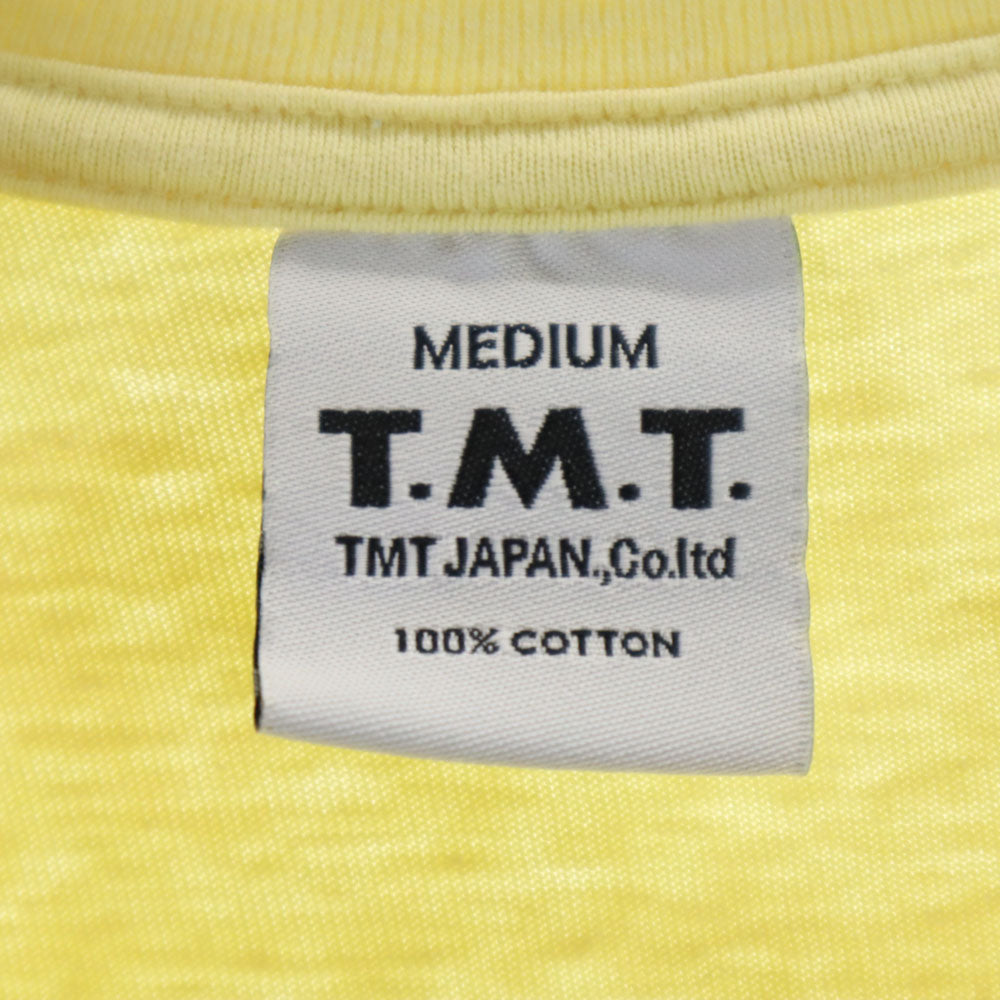 MEDIUM
T.M.T.
TMT JAPAN.,Co.ltd
100% COTTON